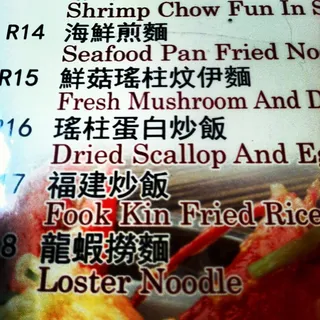 Shrimp Chow Fun In
R14 海鮮煎麵
Seafood Pan Fried
R15 鮮菇瑤柱炆伊麵
Fresh Mushroom And
16 瑤柱蛋白炒飯
Dried Scallop And
17 福建炒飯
Fook Kin Fried Rice
8 龍蝦撈麵
Loster Noodle